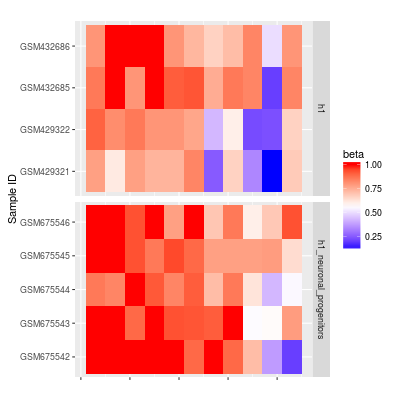 GSM432686
GSM432685
GSM429322
GSM429321
h1
GSM675546
GSM675545
GSM675544
GSM675543
GSM675542
h1_neuronal_progenitors
Sample ID
beta
1.00
0.75
0.50
0.25